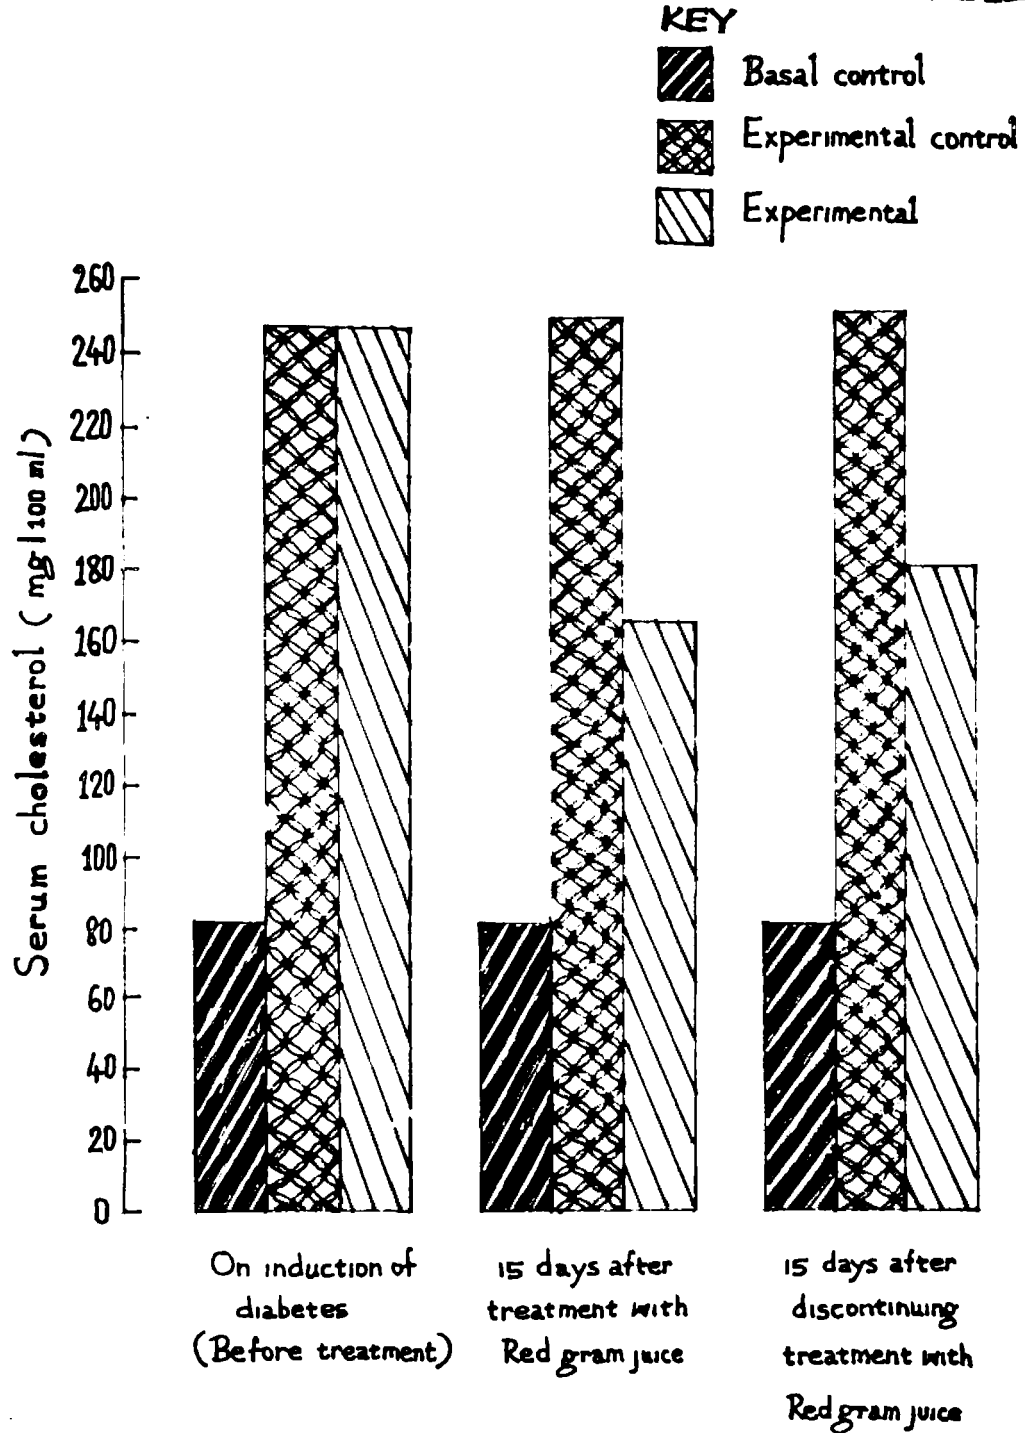 KEY
Basal control
Experimental control
Experimental
260
240
220
200
180
160
140
120
100
80
60
40
20
0
Serum cholesterol (mg/100 ml)
On induction of
diabetes
(Before treatment)
15 days after
treatment with
Red gram juice
15 days after
discontinuing
treatment with
Red gram juice